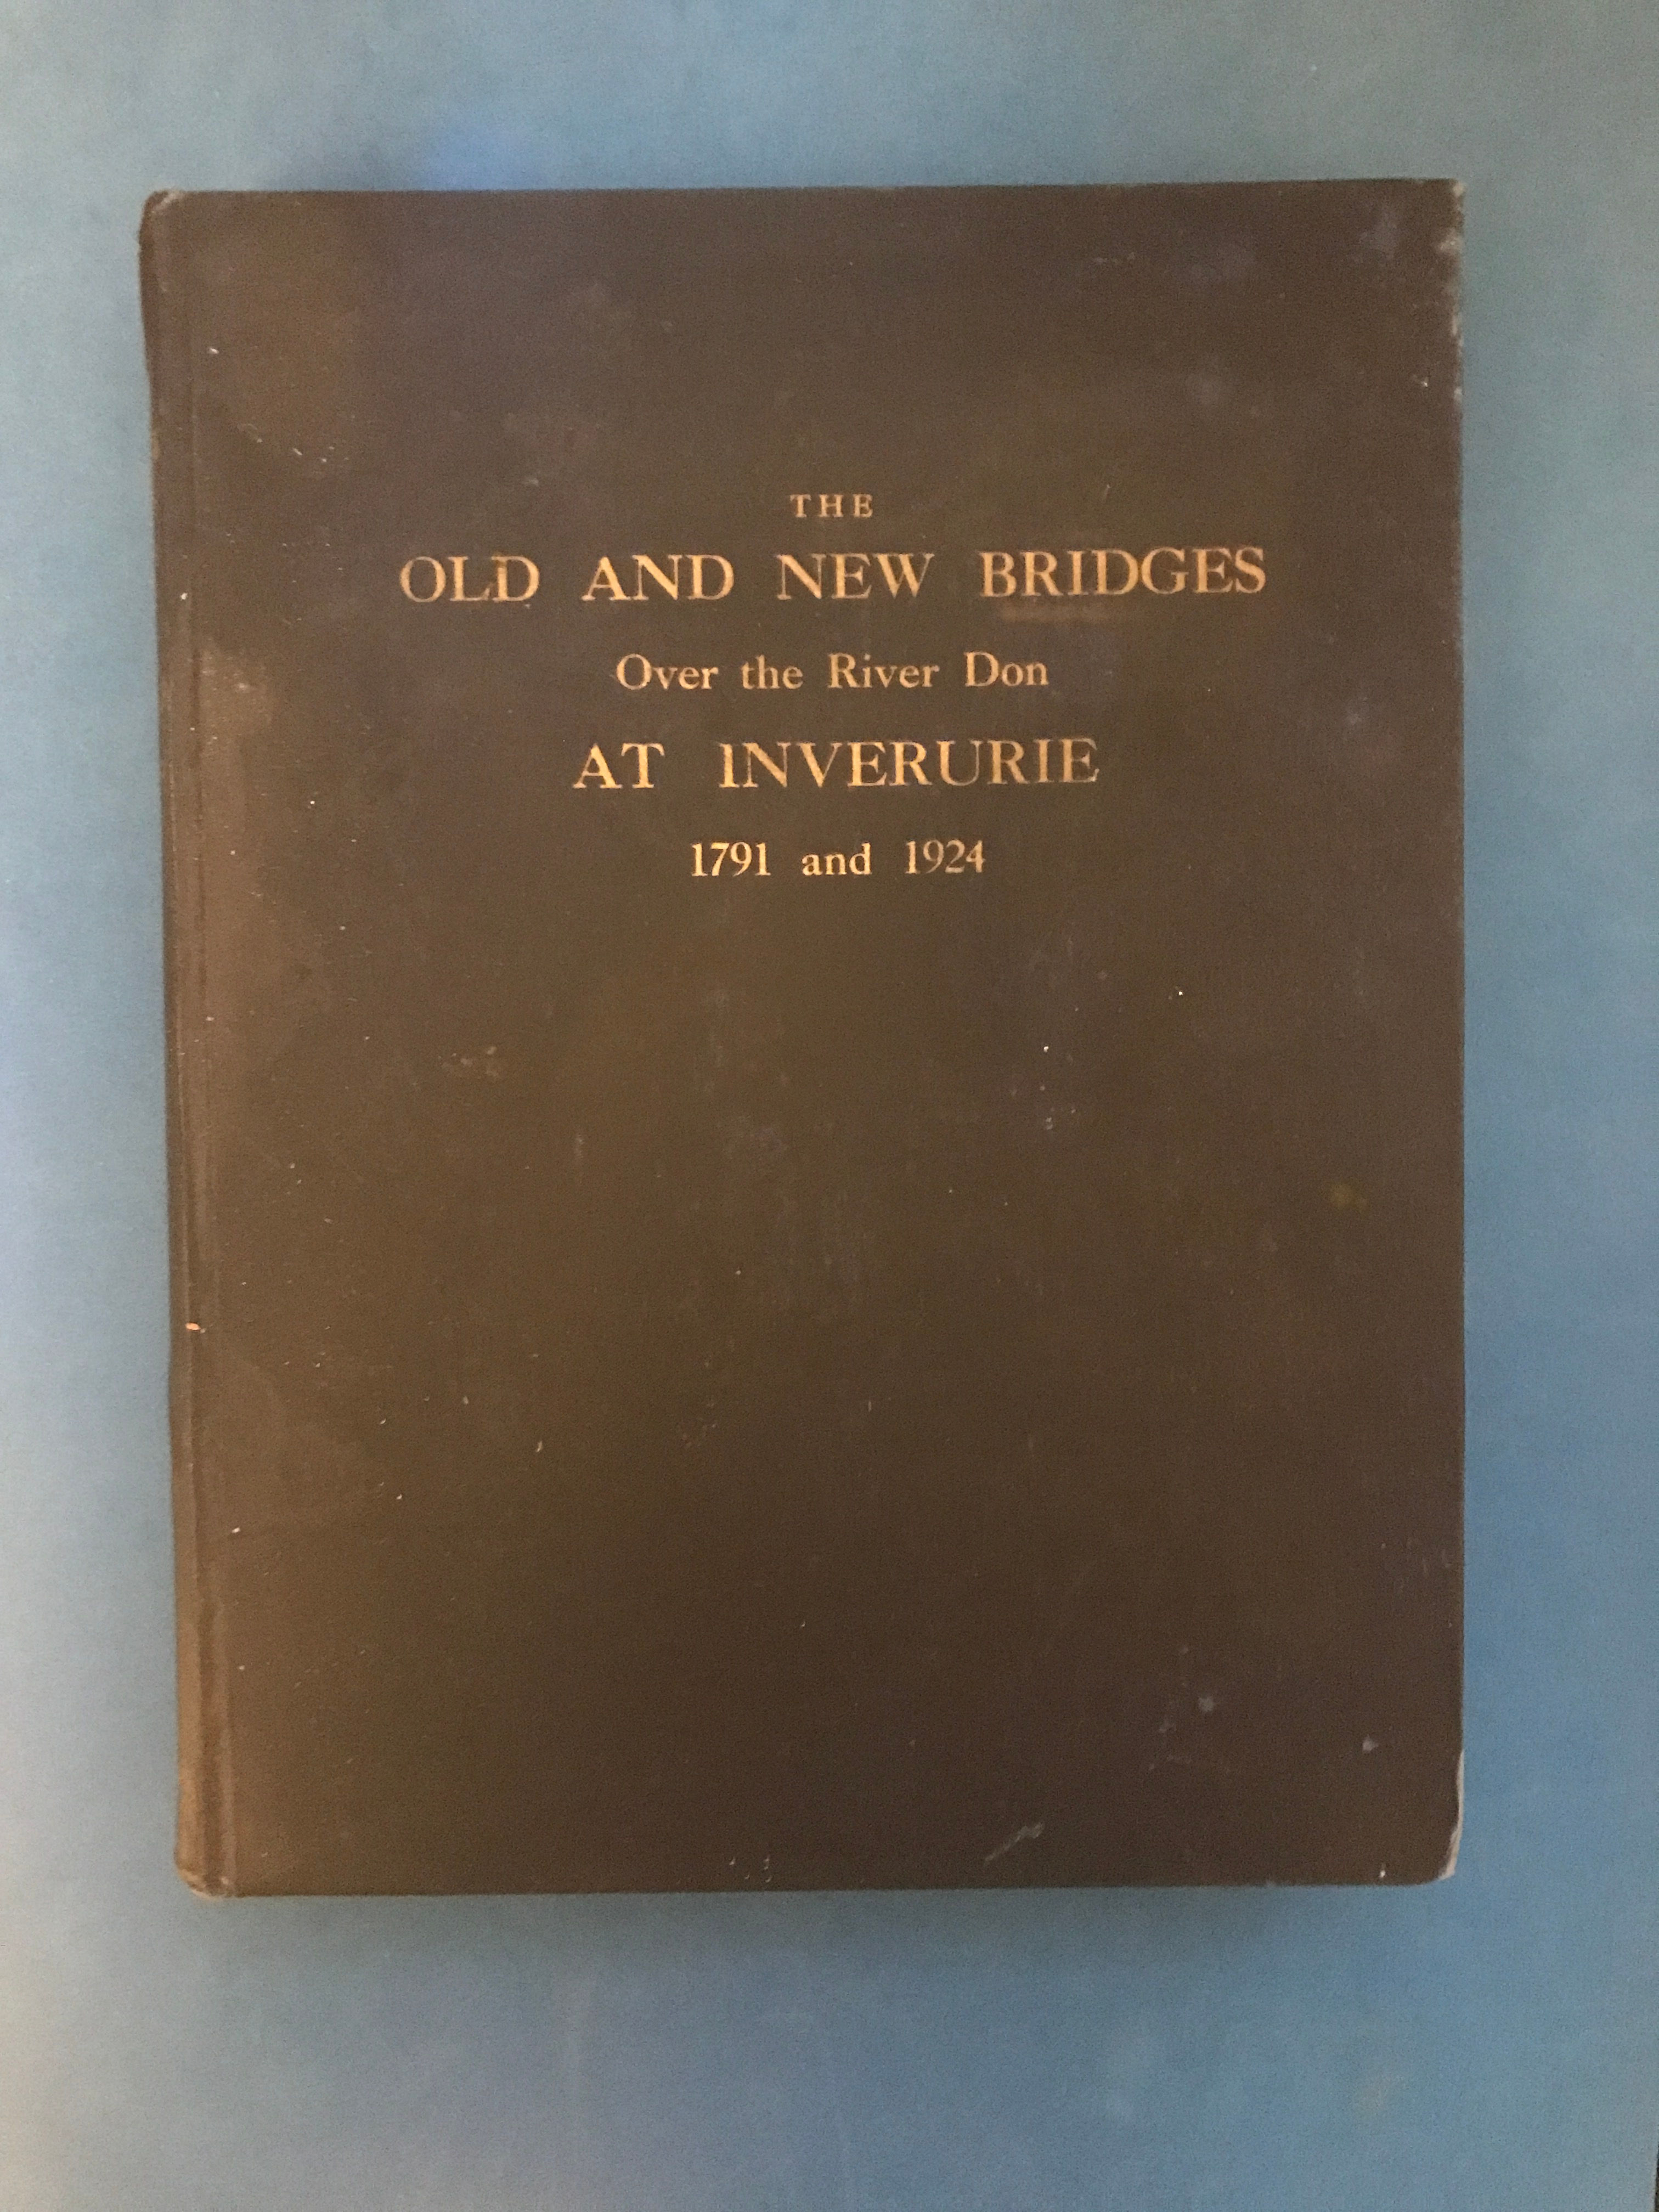 THE
OLD AND NEW BRIDGES
Over the River Don
AT INVERURIE
1791 and 1924